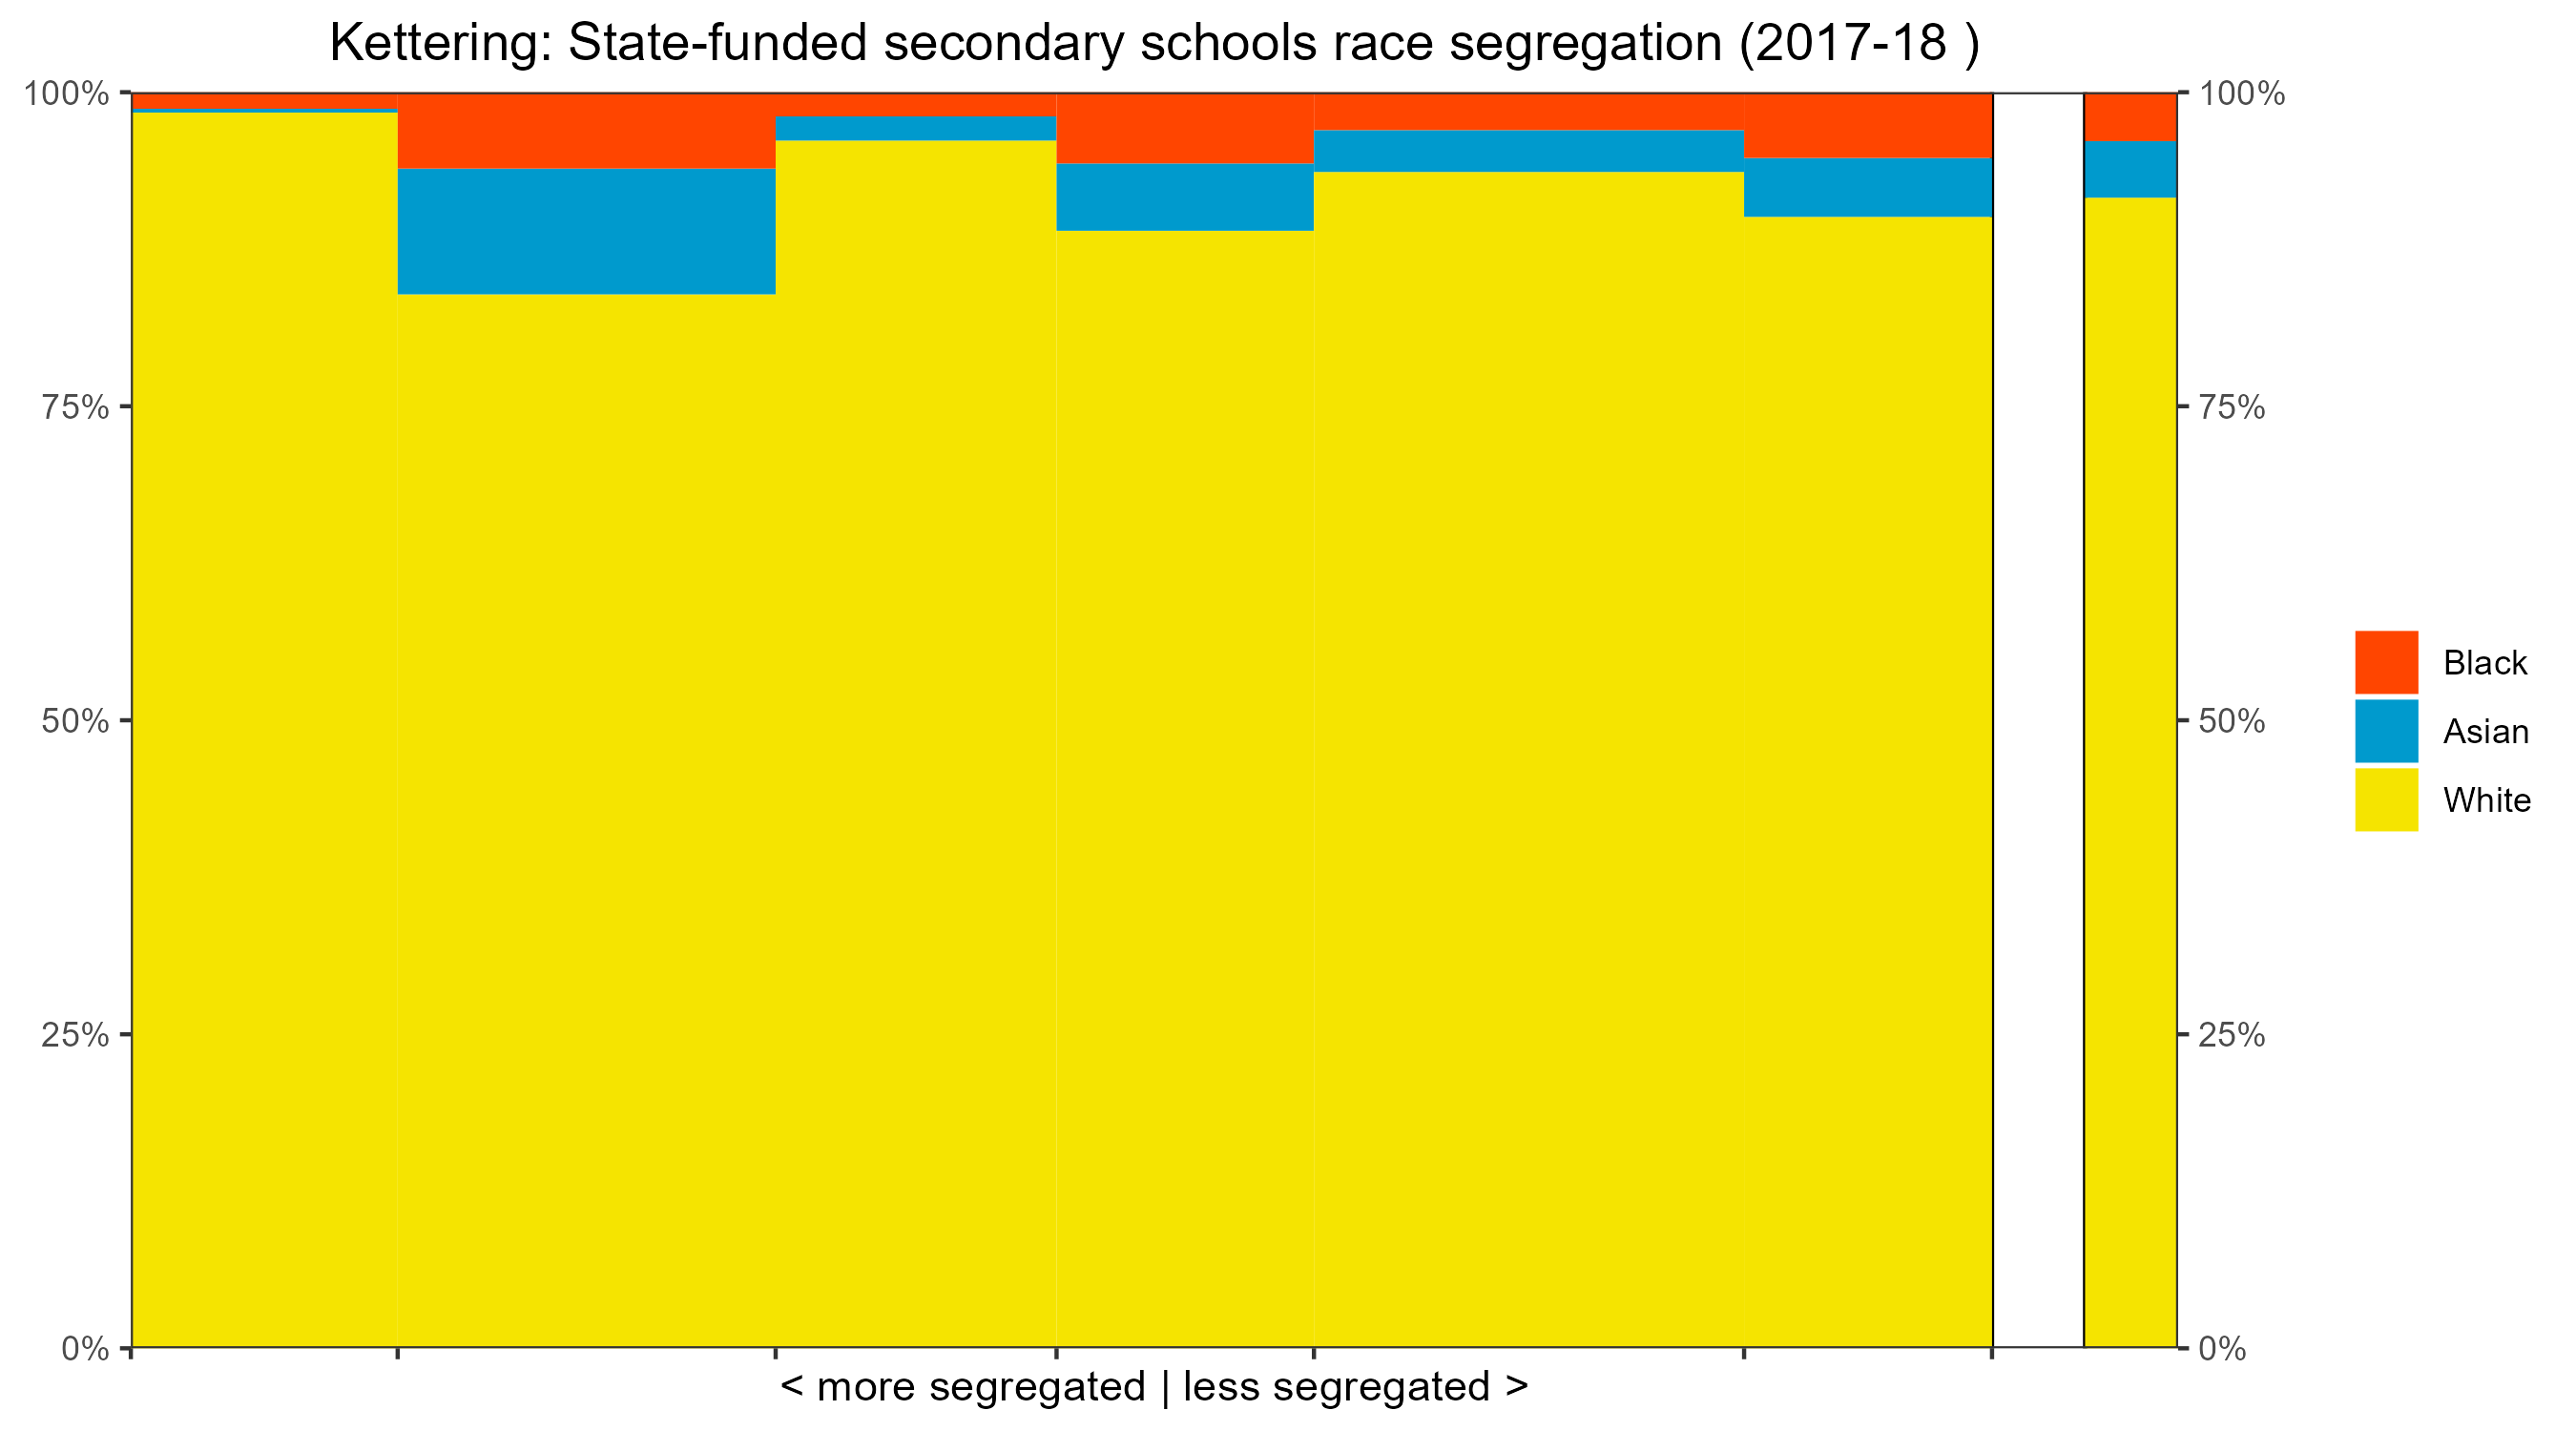 Kettering: State-funded secondary schools race segregation (2017-18 )
100%
75%
50%
25%
0%
100%
75%
50%
25%
0%
Black
Asian
White
< more segregated | less segregated >